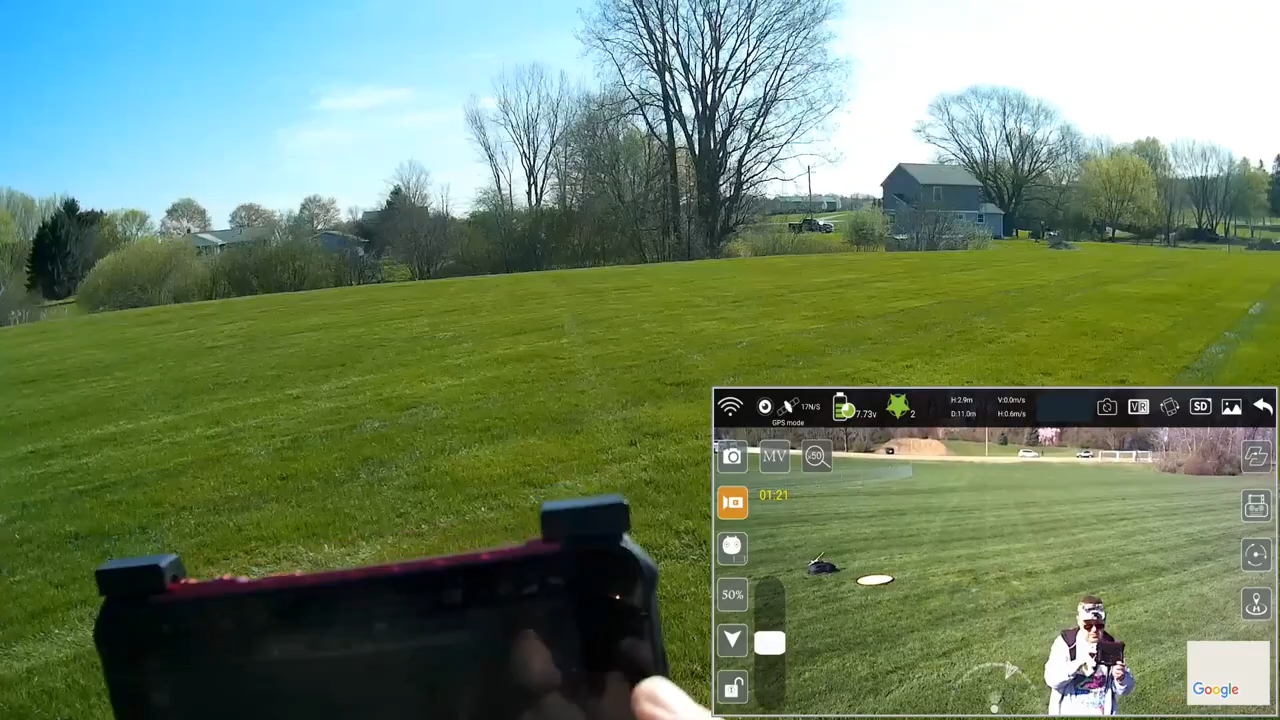 17N/S
GPS mode
7.73v
2
H:2.9m
D:11.0m
V:0.0m/s
H:0.6m/s
VR
SD
MV
x50
01:21
50%
Google